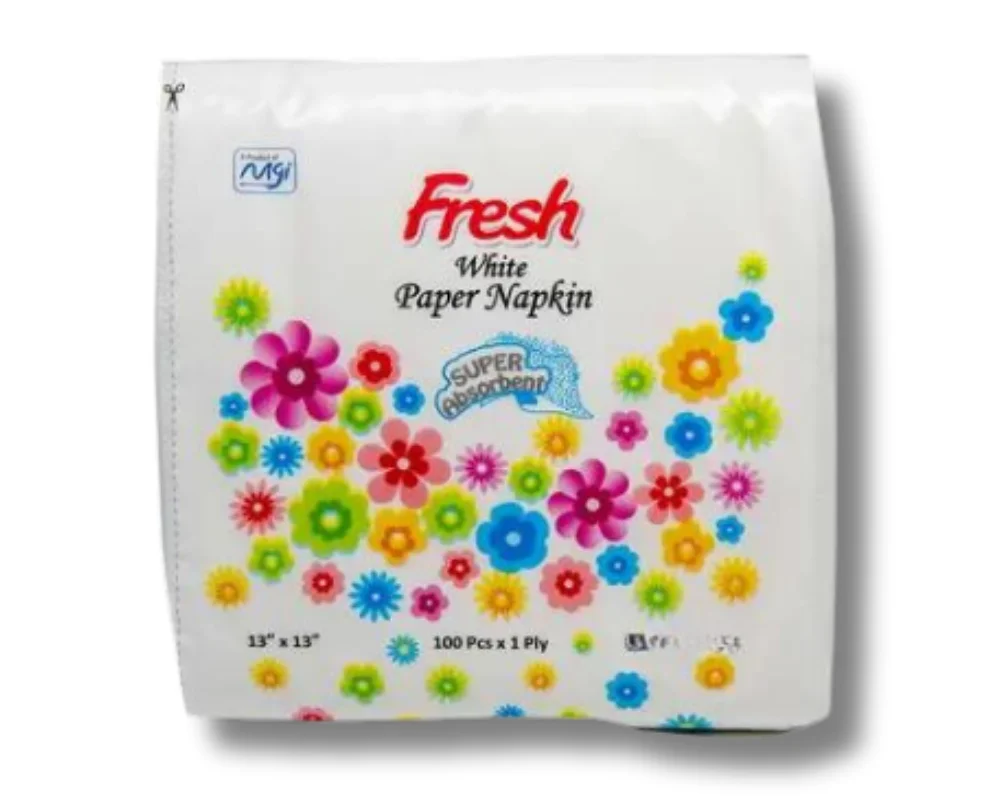 A Product of
mgi
Fresh
White
Paper Napkin
SUPER
Absorbent
13" x 13"
100 Pcs x 1 Ply